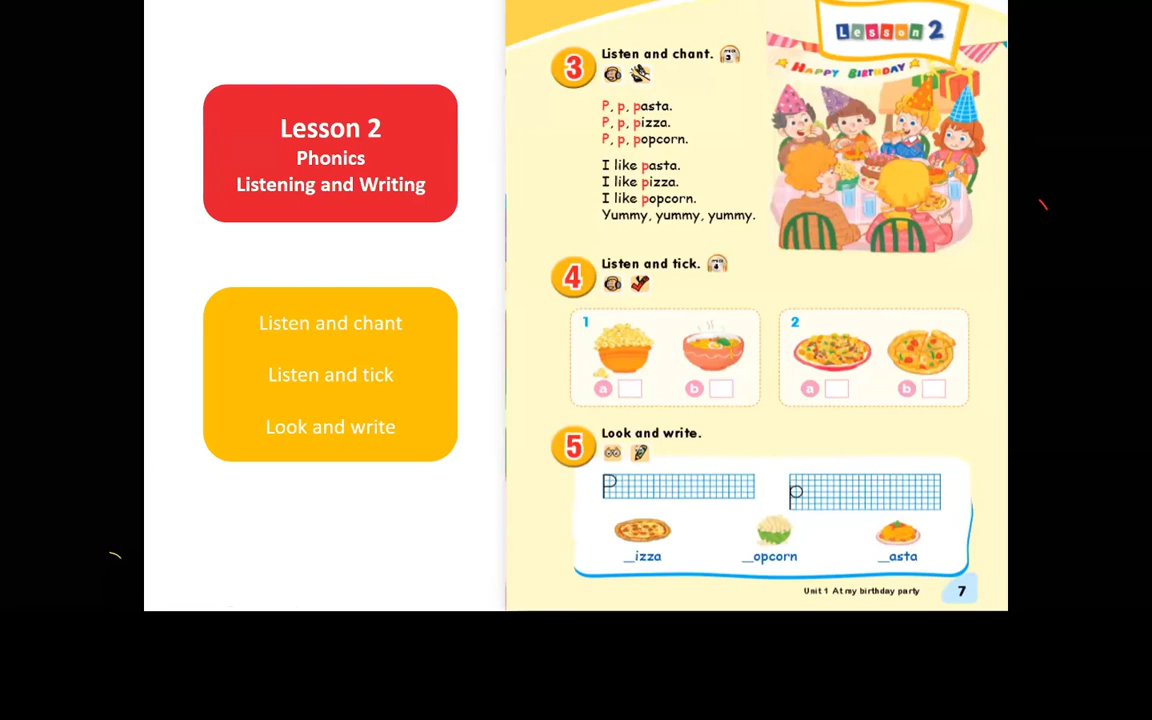 Lesson 2
Phonics
Listening and Writing
Listen and chant
Listen and tick
Look and write
Lesson 2
3 Listen and chant.
HAPPY BIRTHDAY
P, p, pasta.
P, p, pizza.
P, p, popcorn.
I like pasta.
I like pizza.
I like popcorn.
Yummy, yummy, yummy.
4 Listen and tick.
1
a
b
2
a
b
5 Look and write.
P
p
_izza
_opcorn
_asta
Unit 1 At my birthday party
7